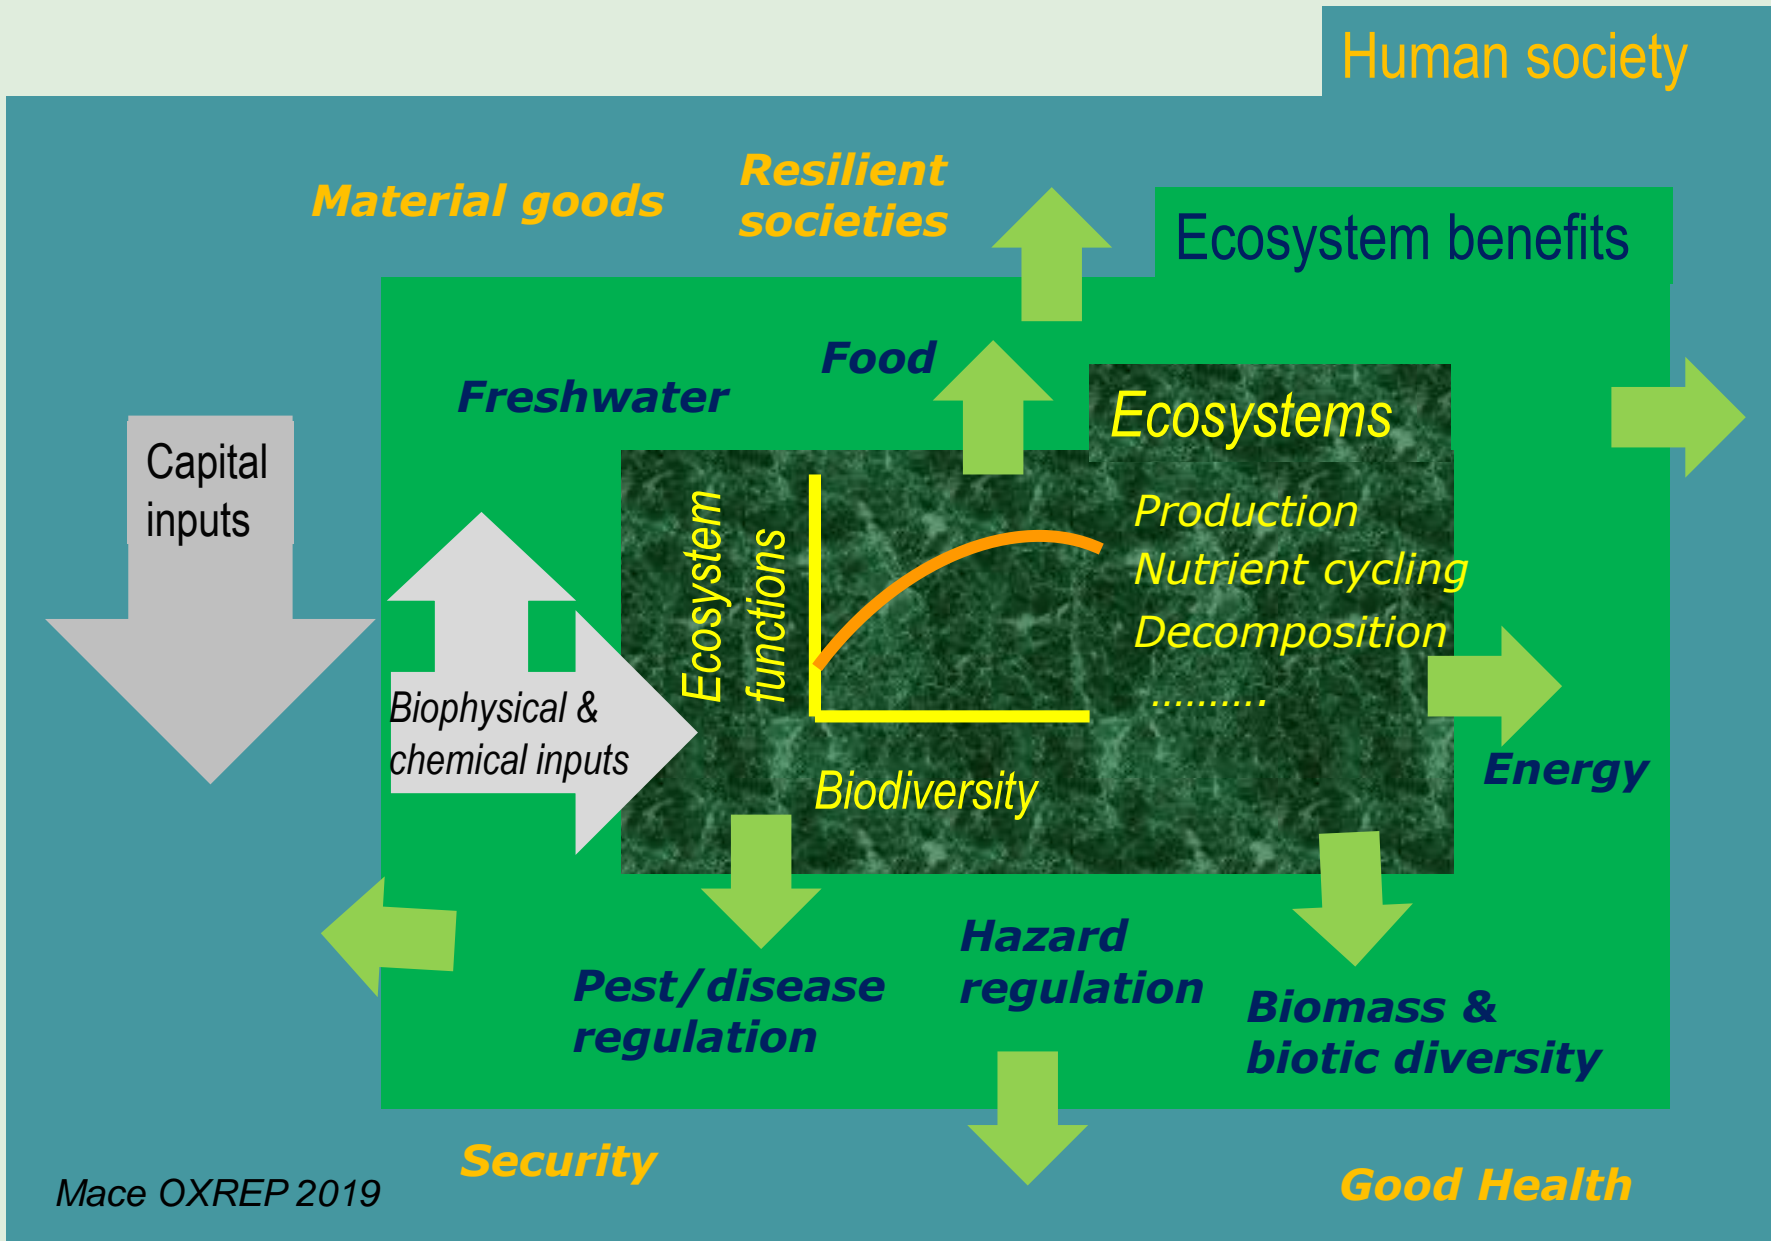 Human society
Resilient
societies
Material goods
Ecosystem benefits
Food
Freshwater
Ecosystems
Capital
inputs
Ecosystem
functions
Production
Nutrient cycling
Decomposition
..........
Biophysical &
chemical inputs
Biodiversity
Energy
Hazard
regulation
Pest/disease
regulation
Biomass &
biotic diversity
Security
Good Health
Mace OXREP 2019